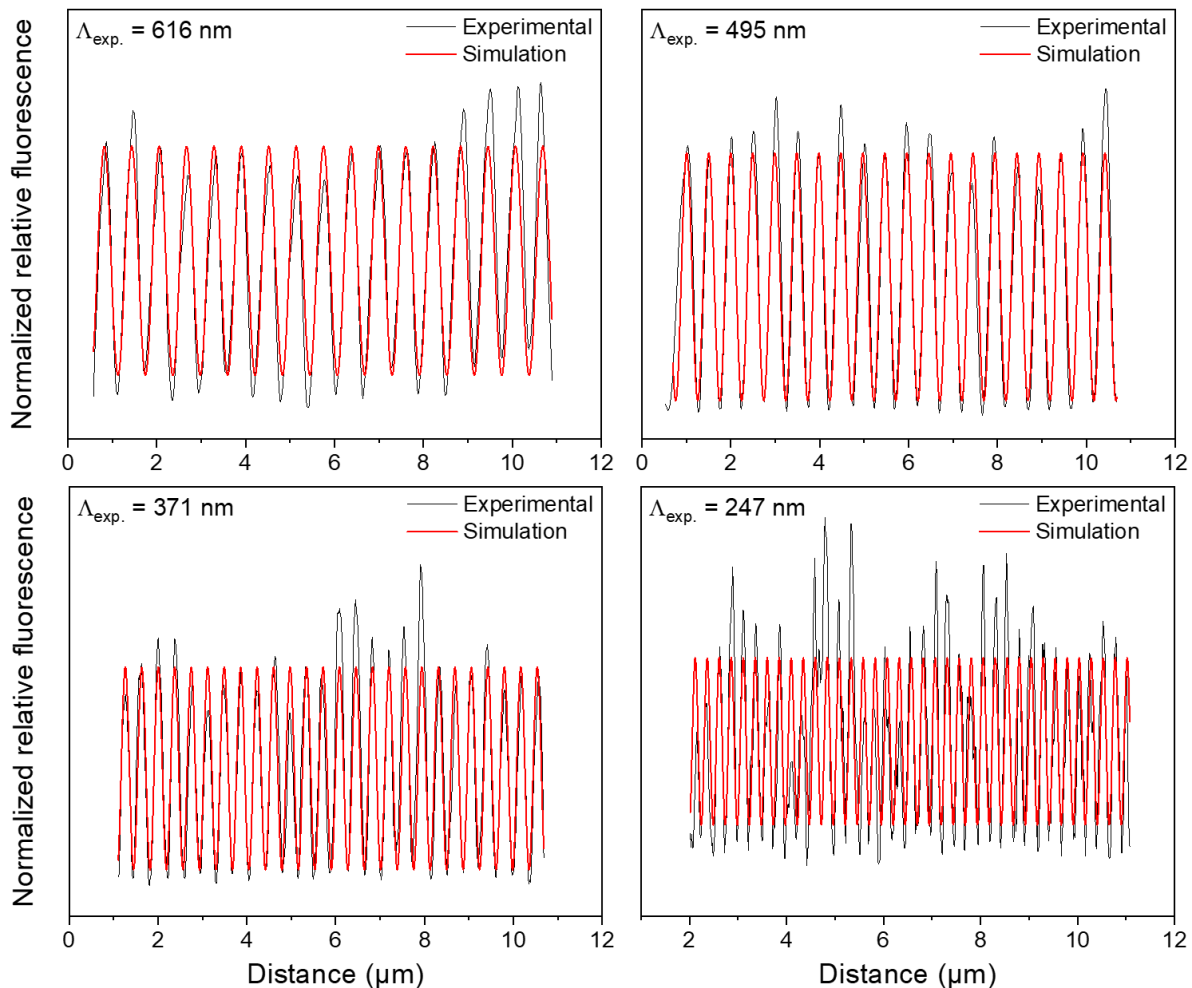 Λexp. = 616 nm
Experimental
Simulation
Normalized relative fluorescence
0 2 4 6 8 10 12
Λexp. = 495 nm
Experimental
Simulation
0 2 4 6 8 10 12
Λexp. = 371 nm
Experimental
Simulation
Normalized relative fluorescence
0 2 4 6 8 10 12
Distance (µm)
Λexp. = 247 nm
Experimental
Simulation
2 4 6 8 10 12
Distance (µm)